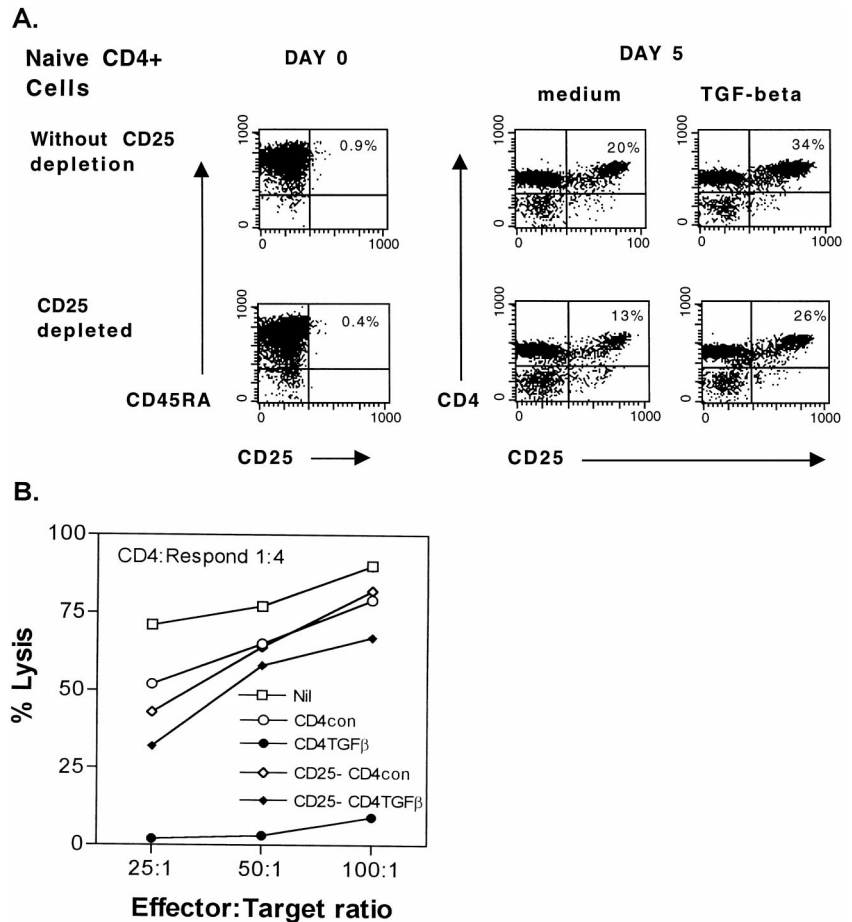 A.
Naive CD4+
Cells
DAY 0
DAY 5
medium
TGF-beta
Without CD25
depletion
1000
0
0.9%
0
1000
1000
0
20%
0
100
1000
0
34%
0
1000
CD25
depleted
1000
0
0.4%
0
1000
1000
0
13%
0
1000
1000
0
26%
0
1000
CD45RA
CD4
CD25
CD25
B.
CD4:Respond 1:4
% Lysis
100
75
50
25
0
Nil
CD4con
CD4TGFβ
CD25- CD4con
CD25- CD4TGFβ
25:1
50:1
100:1
Effector:Target ratio